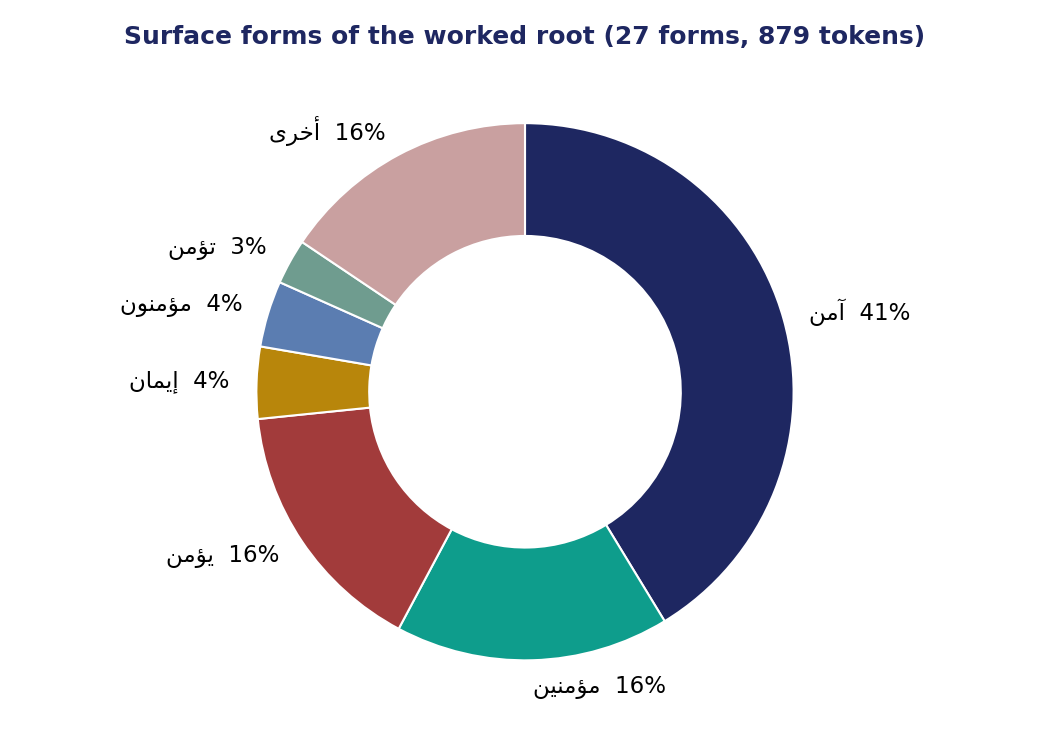 Surface forms of the worked root (27 forms, 879 tokens)
أخرى 16%
تؤمن 3%
مؤمنون 4%
آمن 41%
إيمان 4%
يؤمن 16%
مؤمنين 16%